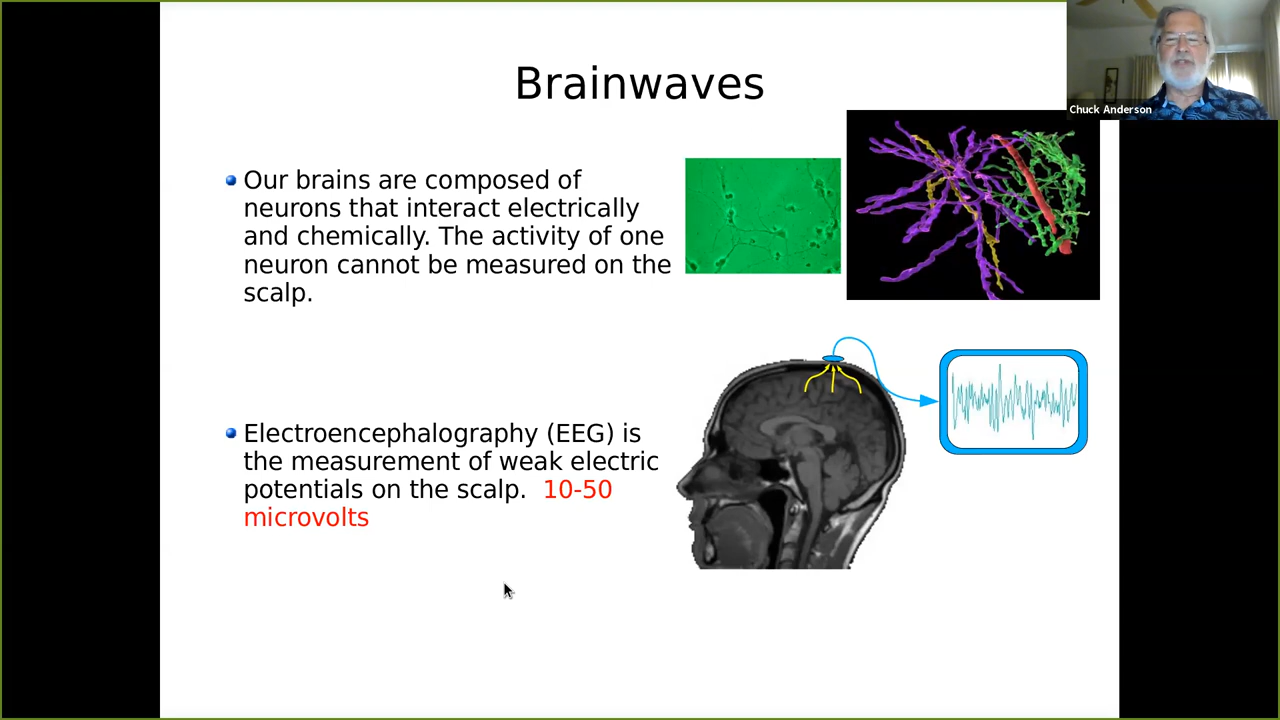 Brainwaves
Chuck Anderson
Our brains are composed of
neurons that interact electrically
and chemically. The activity of one
neuron cannot be measured on the
scalp.
Electroencephalography (EEG) is
the measurement of weak electric
potentials on the scalp.  10-50
microvolts